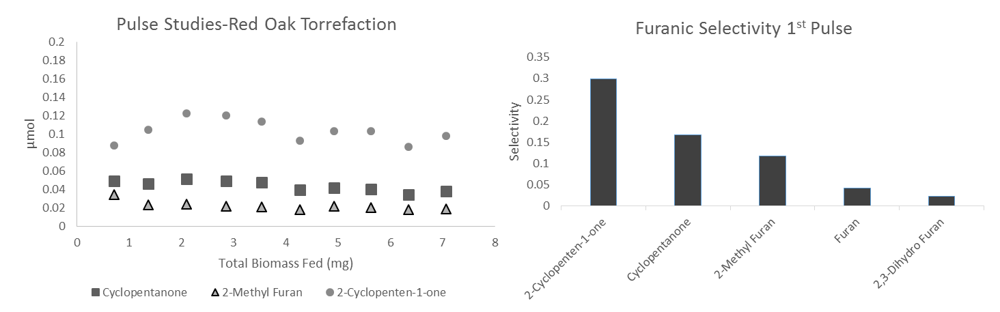 Pulse Studies-Red Oak Torrefaction
0.2
0.18
0.16
0.14
0.12
0.1
0.08
0.06
0.04
0.02
0
µmol
0 1 2 3 4 5 6 7 8
Total Biomass Fed (mg)
Cyclopentanone 2-Methyl Furan 2-Cyclopenten-1-one
Furanic Selectivity 1st Pulse
0.35
0.3
0.25
0.2
0.15
0.1
0.05
0
Selectivity
2-Cyclopenten-1-one
Cyclopentanone
2-Methyl Furan
Furan
2,3-Dihydro Furan